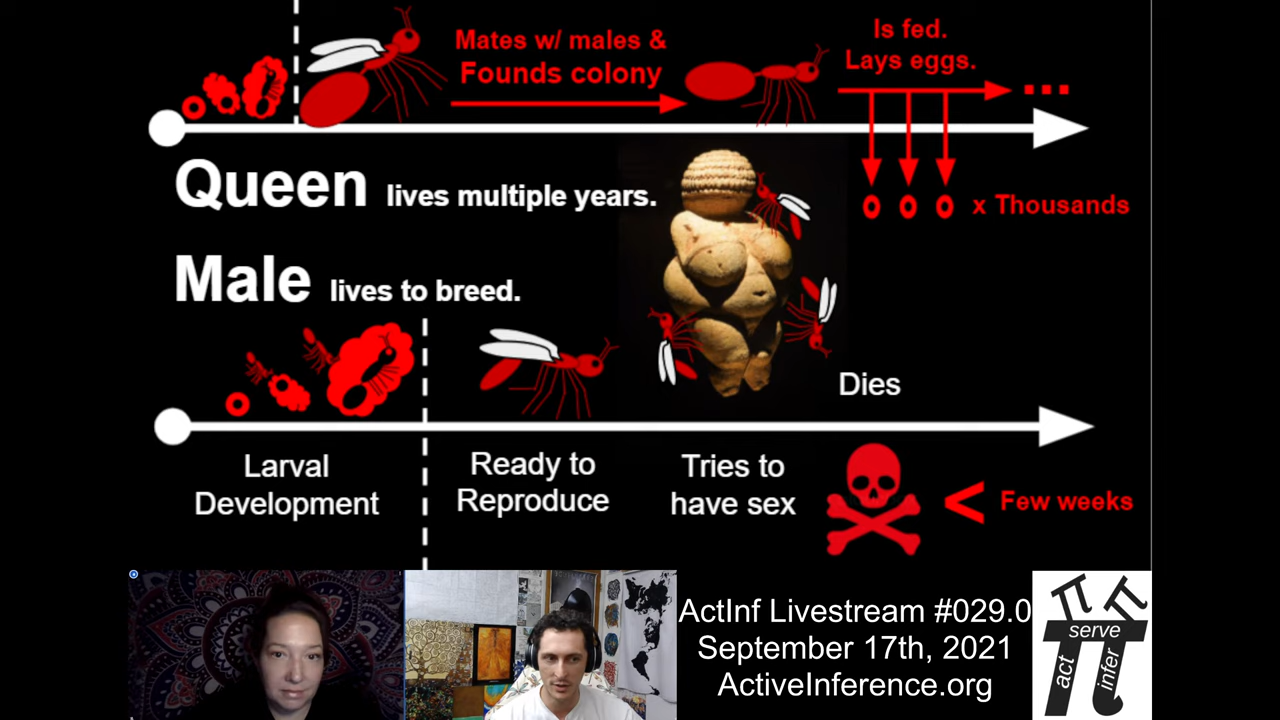 Mates w/ males &
Founds colony
Is fed.
Lays eggs.
...
Queen lives multiple years.
x Thousands
Male lives to breed.
Dies
Larval
Development
Ready to
Reproduce
Tries to
have sex
< Few weeks
ActInf Livestream #029.0
September 17th, 2021
ActiveInference.org
serve
act
infer